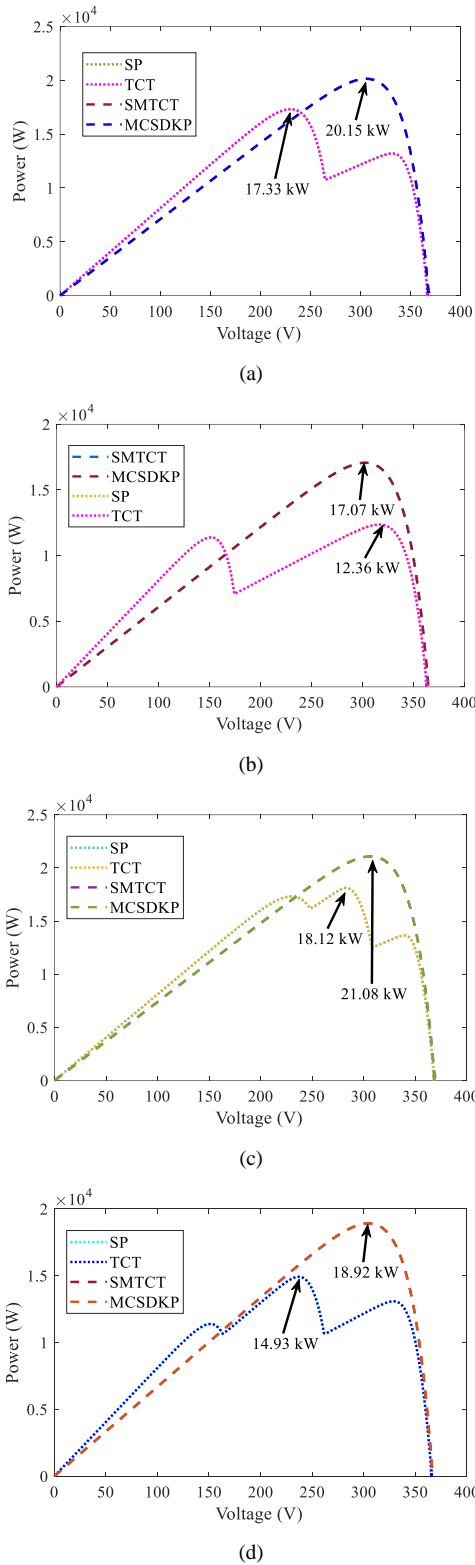 ×10⁴
2.5
2
1.5
1
0.5
0
Power (W)
SP
TCT
SMTCT
MCSDKP
17.33 kW
20.15 kW
0 50 100 150 200 250 300 350 400
Voltage (V)
(a)
×10⁴
2
1.5
1
0.5
0
Power (W)
SMTCT
MCSDKP
SP
TCT
17.07 kW
12.36 kW
0 50 100 150 200 250 300 350 400
Voltage (V)
(b)
×10⁴
2.5
2
1.5
1
0.5
0
Power (W)
SP
TCT
SMTCT
MCSDKP
18.12 kW
21.08 kW
0 50 100 150 200 250 300 350 400
Voltage (V)
(c)
×10⁴
2
1.5
1
0.5
0
Power (W)
SP
TCT
SMTCT
MCSDKP
18.92 kW
14.93 kW
0 50 100 150 200 250 300 350 400
Voltage (V)
(d)